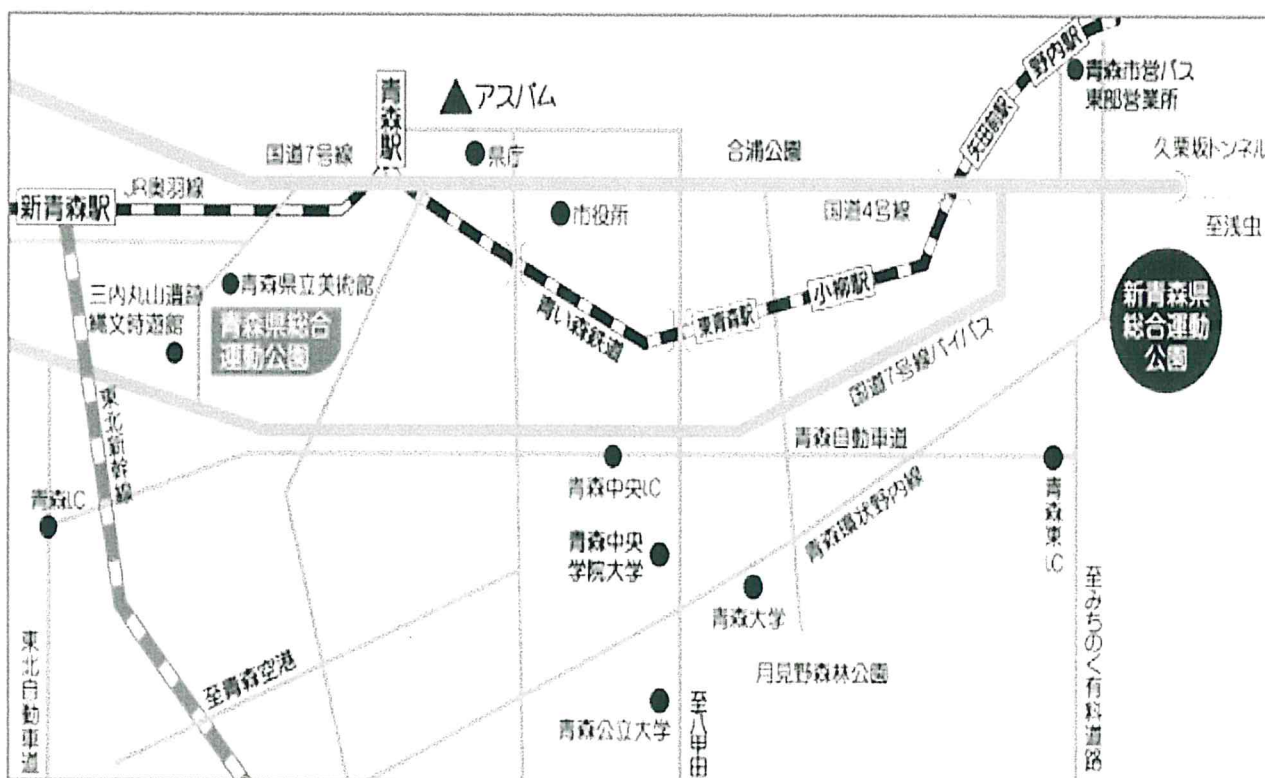 野内駅
青森市営バス
東部営業所
青森駅
アスパム
矢田前駅
県庁
国道7号線
合浦公園
久栗坂トンネル
JR奥羽線
新青森駅
市役所
国道4号線
至浅虫
三内丸山遺跡
縄文時遊館
青森県立美術館
青森県総合
運動公園
青い森鉄道
東青森駅
小柳駅
新青森県
総合運動
公園
国道7号線バイパス
東北新幹線
青森自動車道
青森I.C
青森中央I.C
青森東I.C
青森中央
学院大学
青森環状野内線
青森大学
至みちのく有料道路
東北自動車道
至青森空港
月見野森林公園
青森公立大学
至八甲田